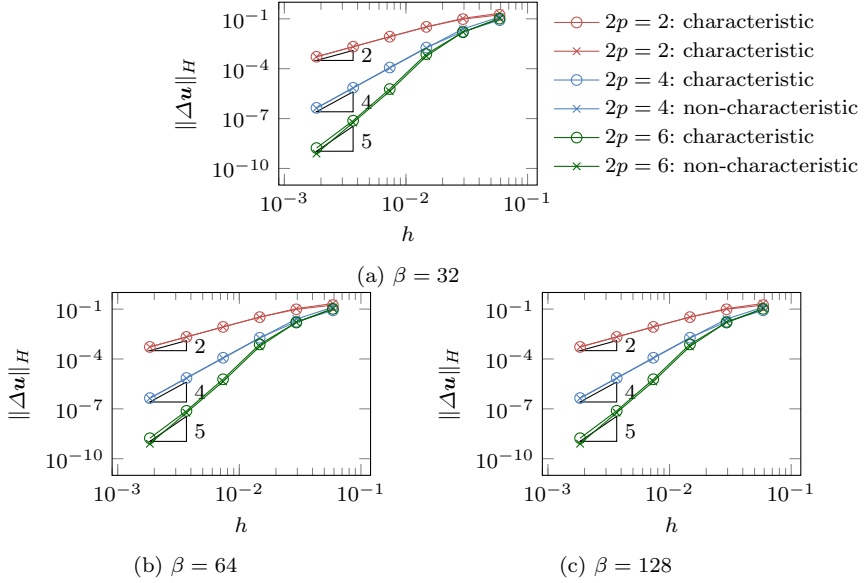 10^{-1}
10^{-4}
10^{-7}
10^{-10}
‖Δu‖_H
2
4
5
10^{-3} 10^{-2} 10^{-1}
h
2p = 2: characteristic
2p = 2: characteristic
2p = 4: characteristic
2p = 4: non-characteristic
2p = 6: characteristic
2p = 6: non-characteristic
(a) β = 32
10^{-1}
10^{-4}
10^{-7}
10^{-10}
‖Δu‖_H
2
4
5
10^{-3} 10^{-2} 10^{-1}
h
(b) β = 64
10^{-1}
10^{-4}
10^{-7}
10^{-10}
‖Δu‖_H
2
4
5
10^{-3} 10^{-2} 10^{-1}
h
(c) β = 128